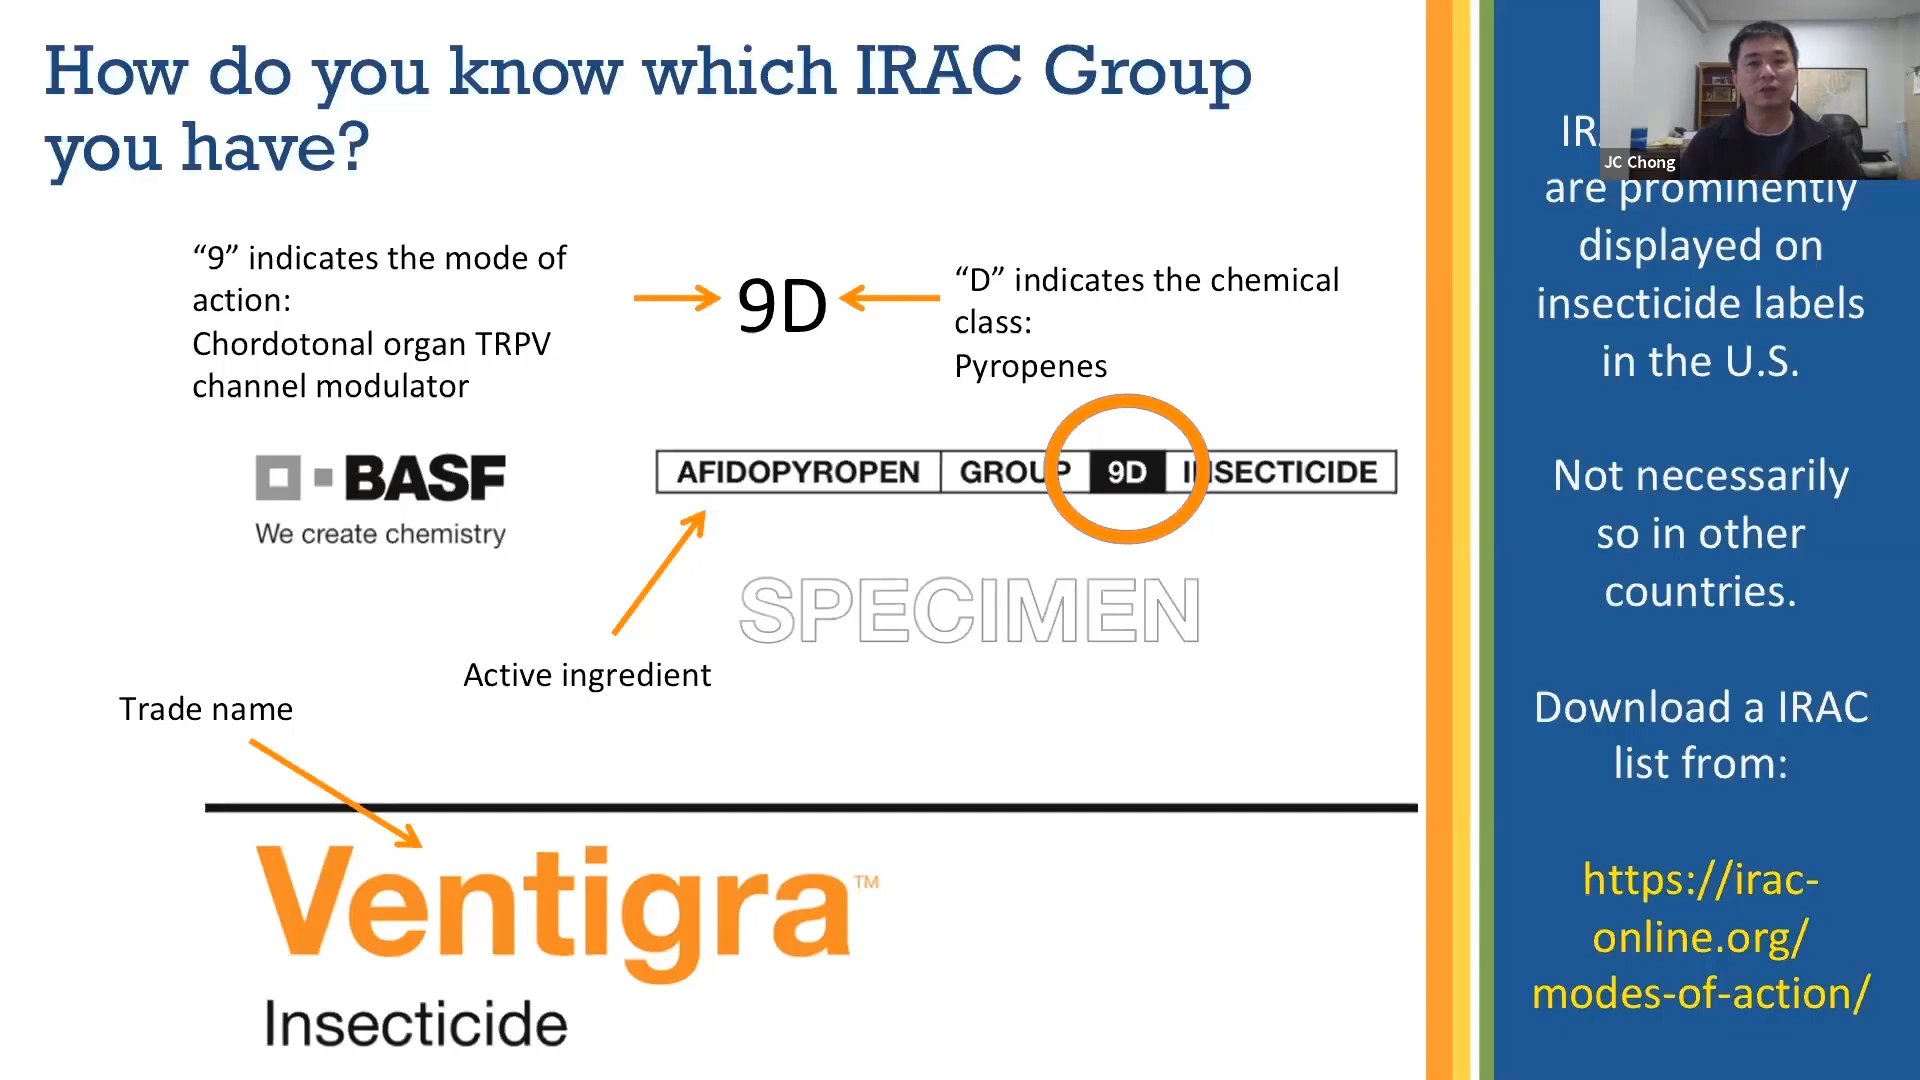 How do you know which IRAC Group
you have?
“9” indicates the mode of
action:
Chordotonal organ TRPV
channel modulator
9D
“D” indicates the chemical
class:
Pyropenes
BASF
We create chemistry
AFIDOPYROPEN GROUP 9D INSECTICIDE
SPECIMEN
Active ingredient
Trade name
Ventigra™
Insecticide
JC Chong
are prominently
displayed on
insecticide labels
in the U.S.
Not necessarily
so in other
countries.
Download a IRAC
list from:
https://irac-
online.org/
modes-of-action/